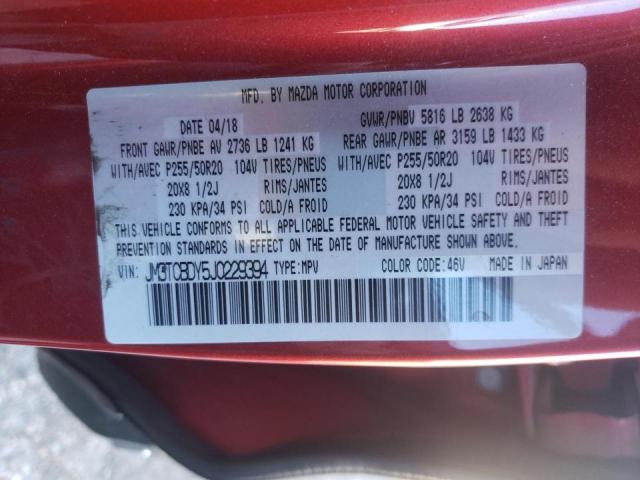 MFD. BY MAZDA MOTOR CORPORATION
DATE 04/18 GVWR/PNBV 5816 LB 2638 KG
FRONT GAWR/PNBE AV 2736 LB 1241 KG REAR GAWR/PNBE AR 3159 LB 1433 KG
WITH/AVEC P255/50R20 104V TIRES/PNEUS WITH/AVEC P255/50R20 104V TIRES/PNEUS
20X8 1/2J RIMS/JANTES 20X8 1/2J RIMS/JANTES
230 KPA/34 PSI COLD/A FROID 230 KPA/34 PSI COLD/A FROID
THIS VEHICLE CONFORMS TO ALL APPLICABLE FEDERAL MOTOR VEHICLE SAFETY AND THEFT
PREVENTION STANDARDS IN EFFECT ON THE DATE OF MANUFACTURE SHOWN ABOVE.
VIN: JM3TCBDY5J0229394 TYPE:MPV COLOR CODE:46V MADE IN JAPAN